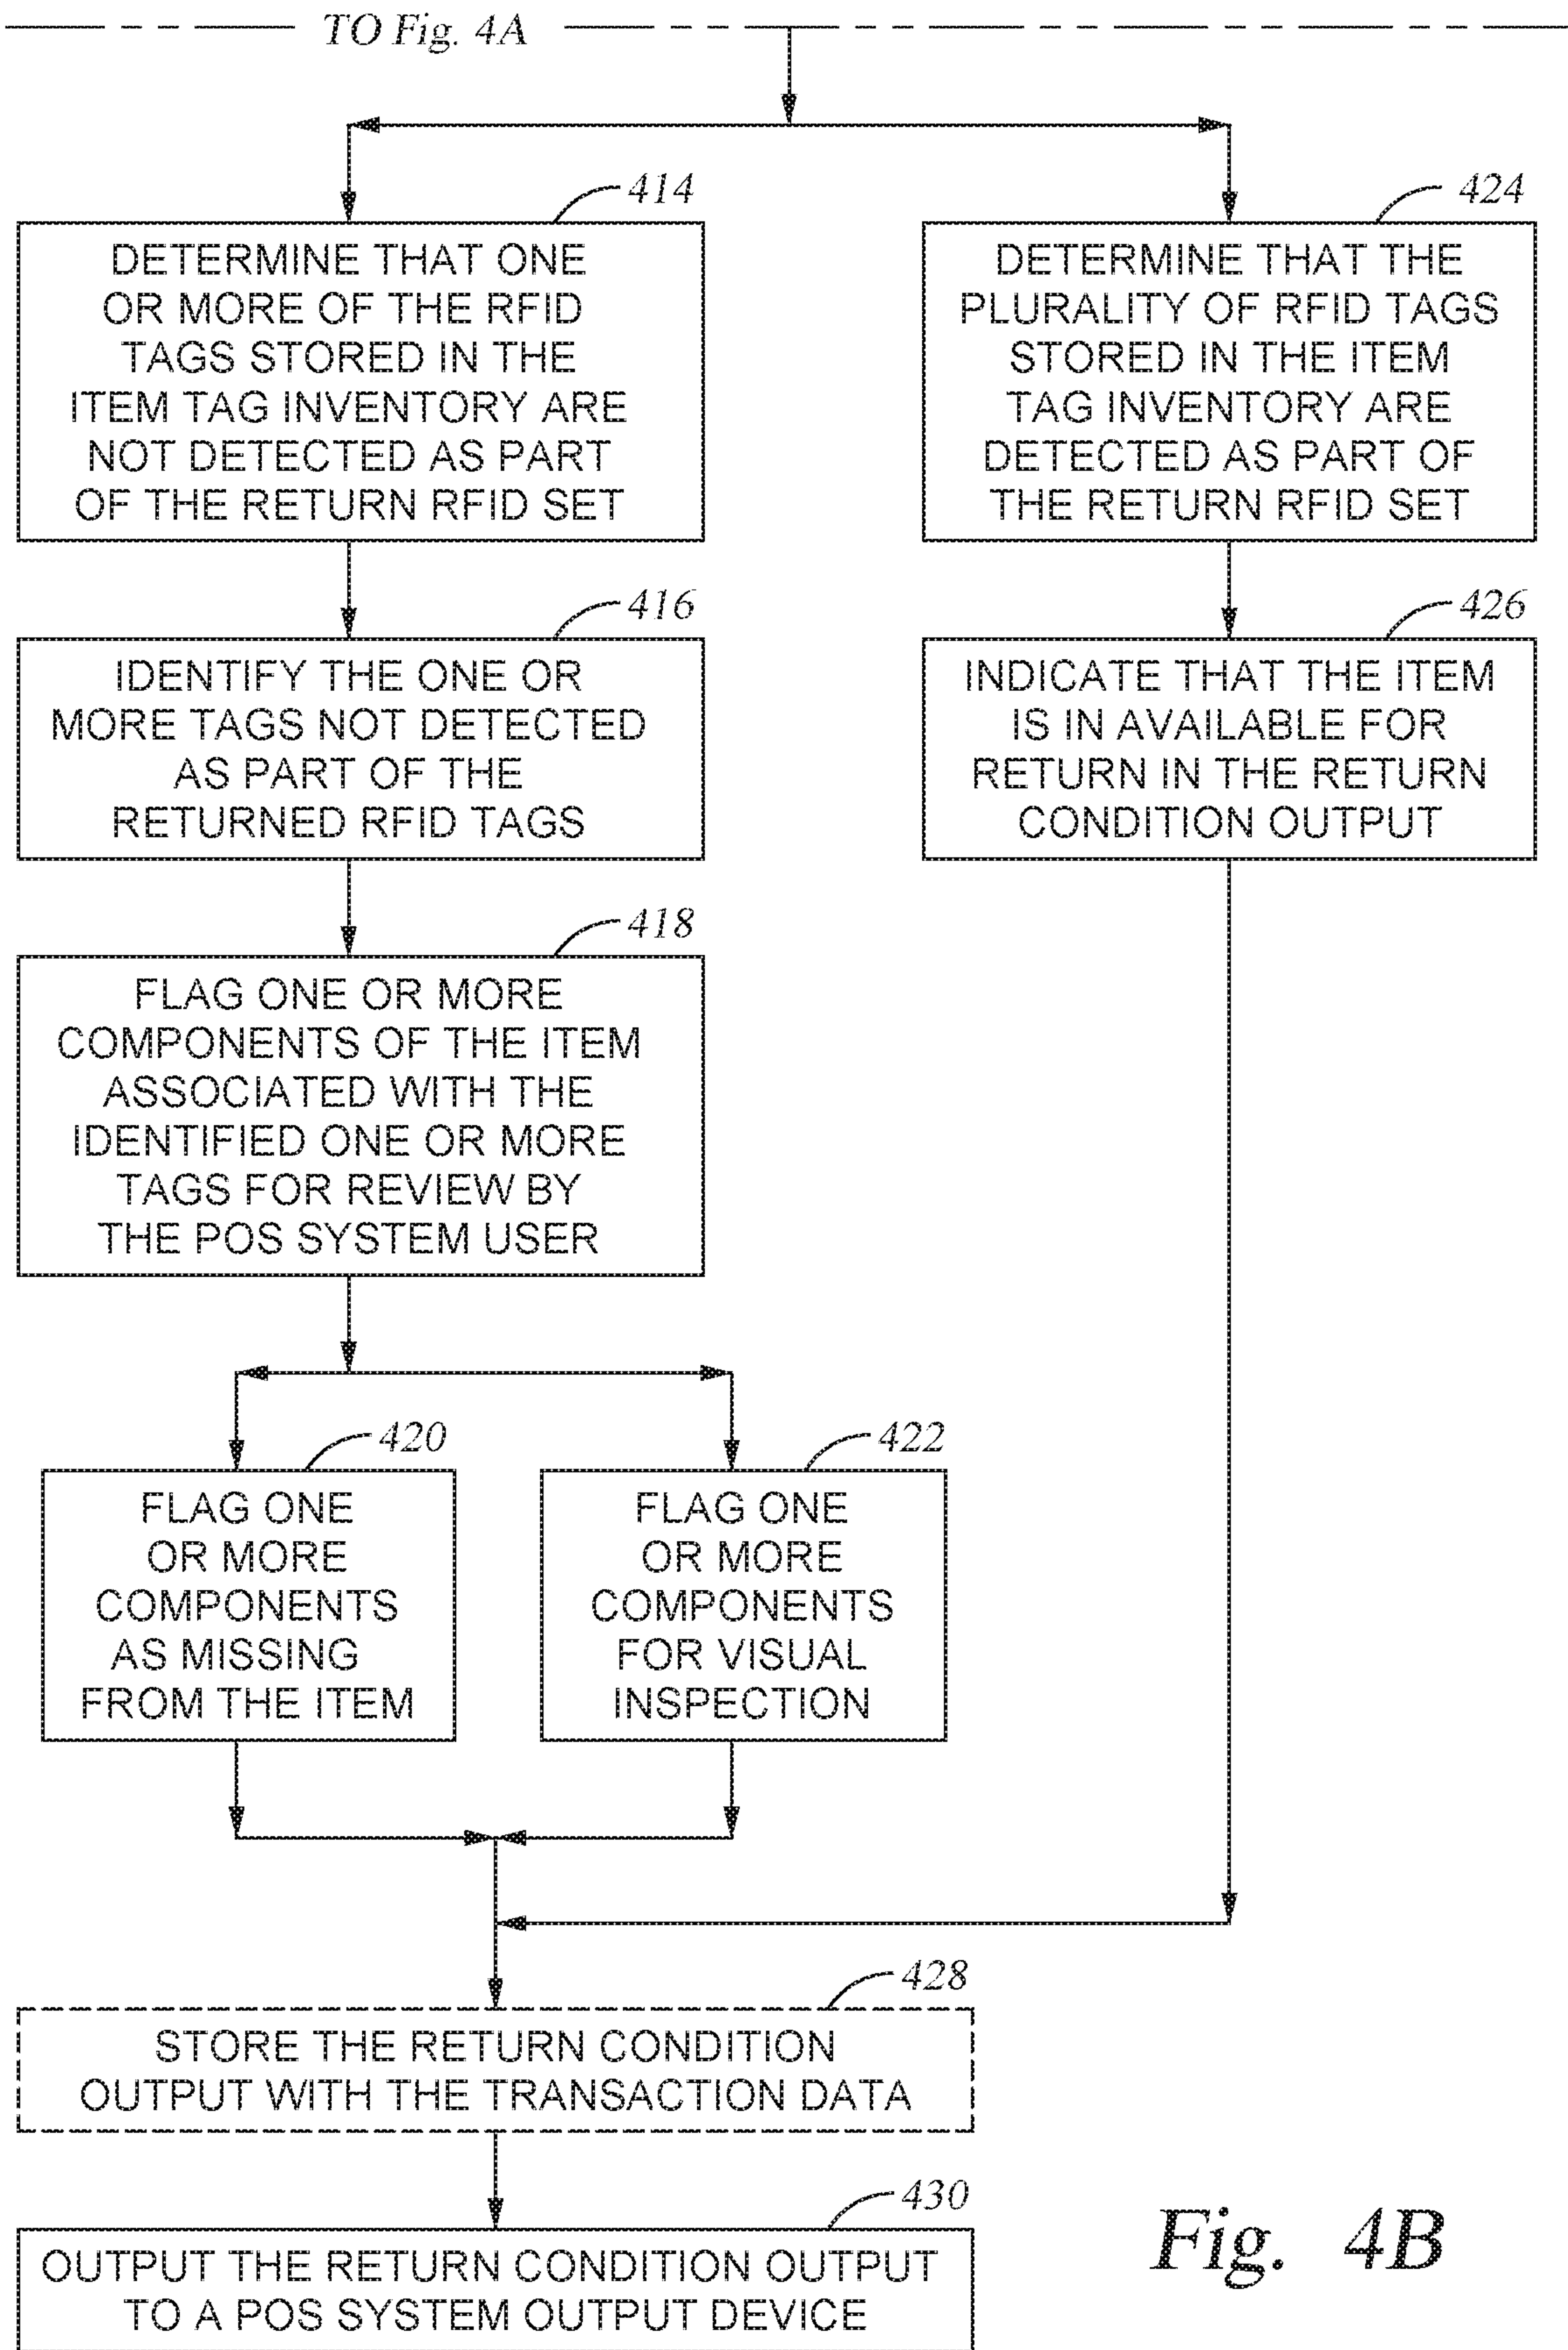 TO Fig. 4A
414
DETERMINE THAT ONE
OR MORE OF THE RFID
TAGS STORED IN THE
ITEM TAG INVENTORY ARE
NOT DETECTED AS PART
OF THE RETURN RFID SET
424
DETERMINE THAT THE
PLURALITY OF RFID TAGS
STORED IN THE ITEM
TAG INVENTORY ARE
DETECTED AS PART OF
THE RETURN RFID SET
416
IDENTIFY THE ONE OR
MORE TAGS NOT DETECTED
AS PART OF THE
RETURNED RFID TAGS
426
INDICATE THAT THE ITEM
IS IN AVAILABLE FOR
RETURN IN THE RETURN
CONDITION OUTPUT
418
FLAG ONE OR MORE
COMPONENTS OF THE ITEM
ASSOCIATED WITH THE
IDENTIFIED ONE OR MORE
TAGS FOR REVIEW BY
THE POS SYSTEM USER
420
FLAG ONE
OR MORE
COMPONENTS
AS MISSING
FROM THE ITEM
422
FLAG ONE
OR MORE
COMPONENTS
FOR VISUAL
INSPECTION
428
STORE THE RETURN CONDITION
OUTPUT WITH THE TRANSACTION DATA
430
OUTPUT THE RETURN CONDITION OUTPUT
TO A POS SYSTEM OUTPUT DEVICE
Fig. 4B